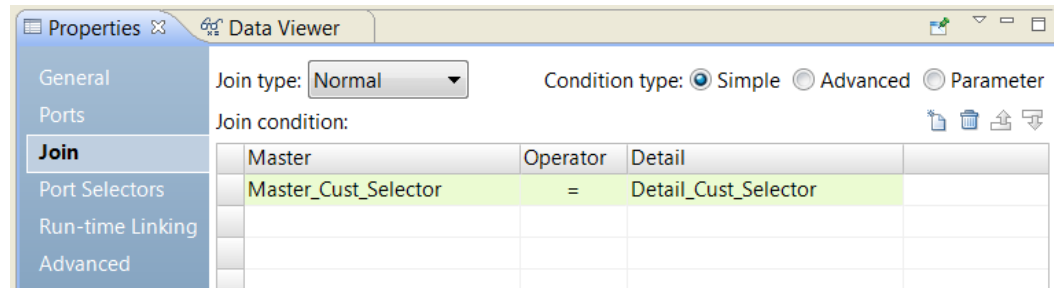 Properties Data Viewer
General
Ports
Join
Port Selectors
Run-time Linking
Advanced
Join type: Normal Condition type: Simple Advanced Parameter
Join condition:
Master Operator Detail
Master_Cust_Selector = Detail_Cust_Selector